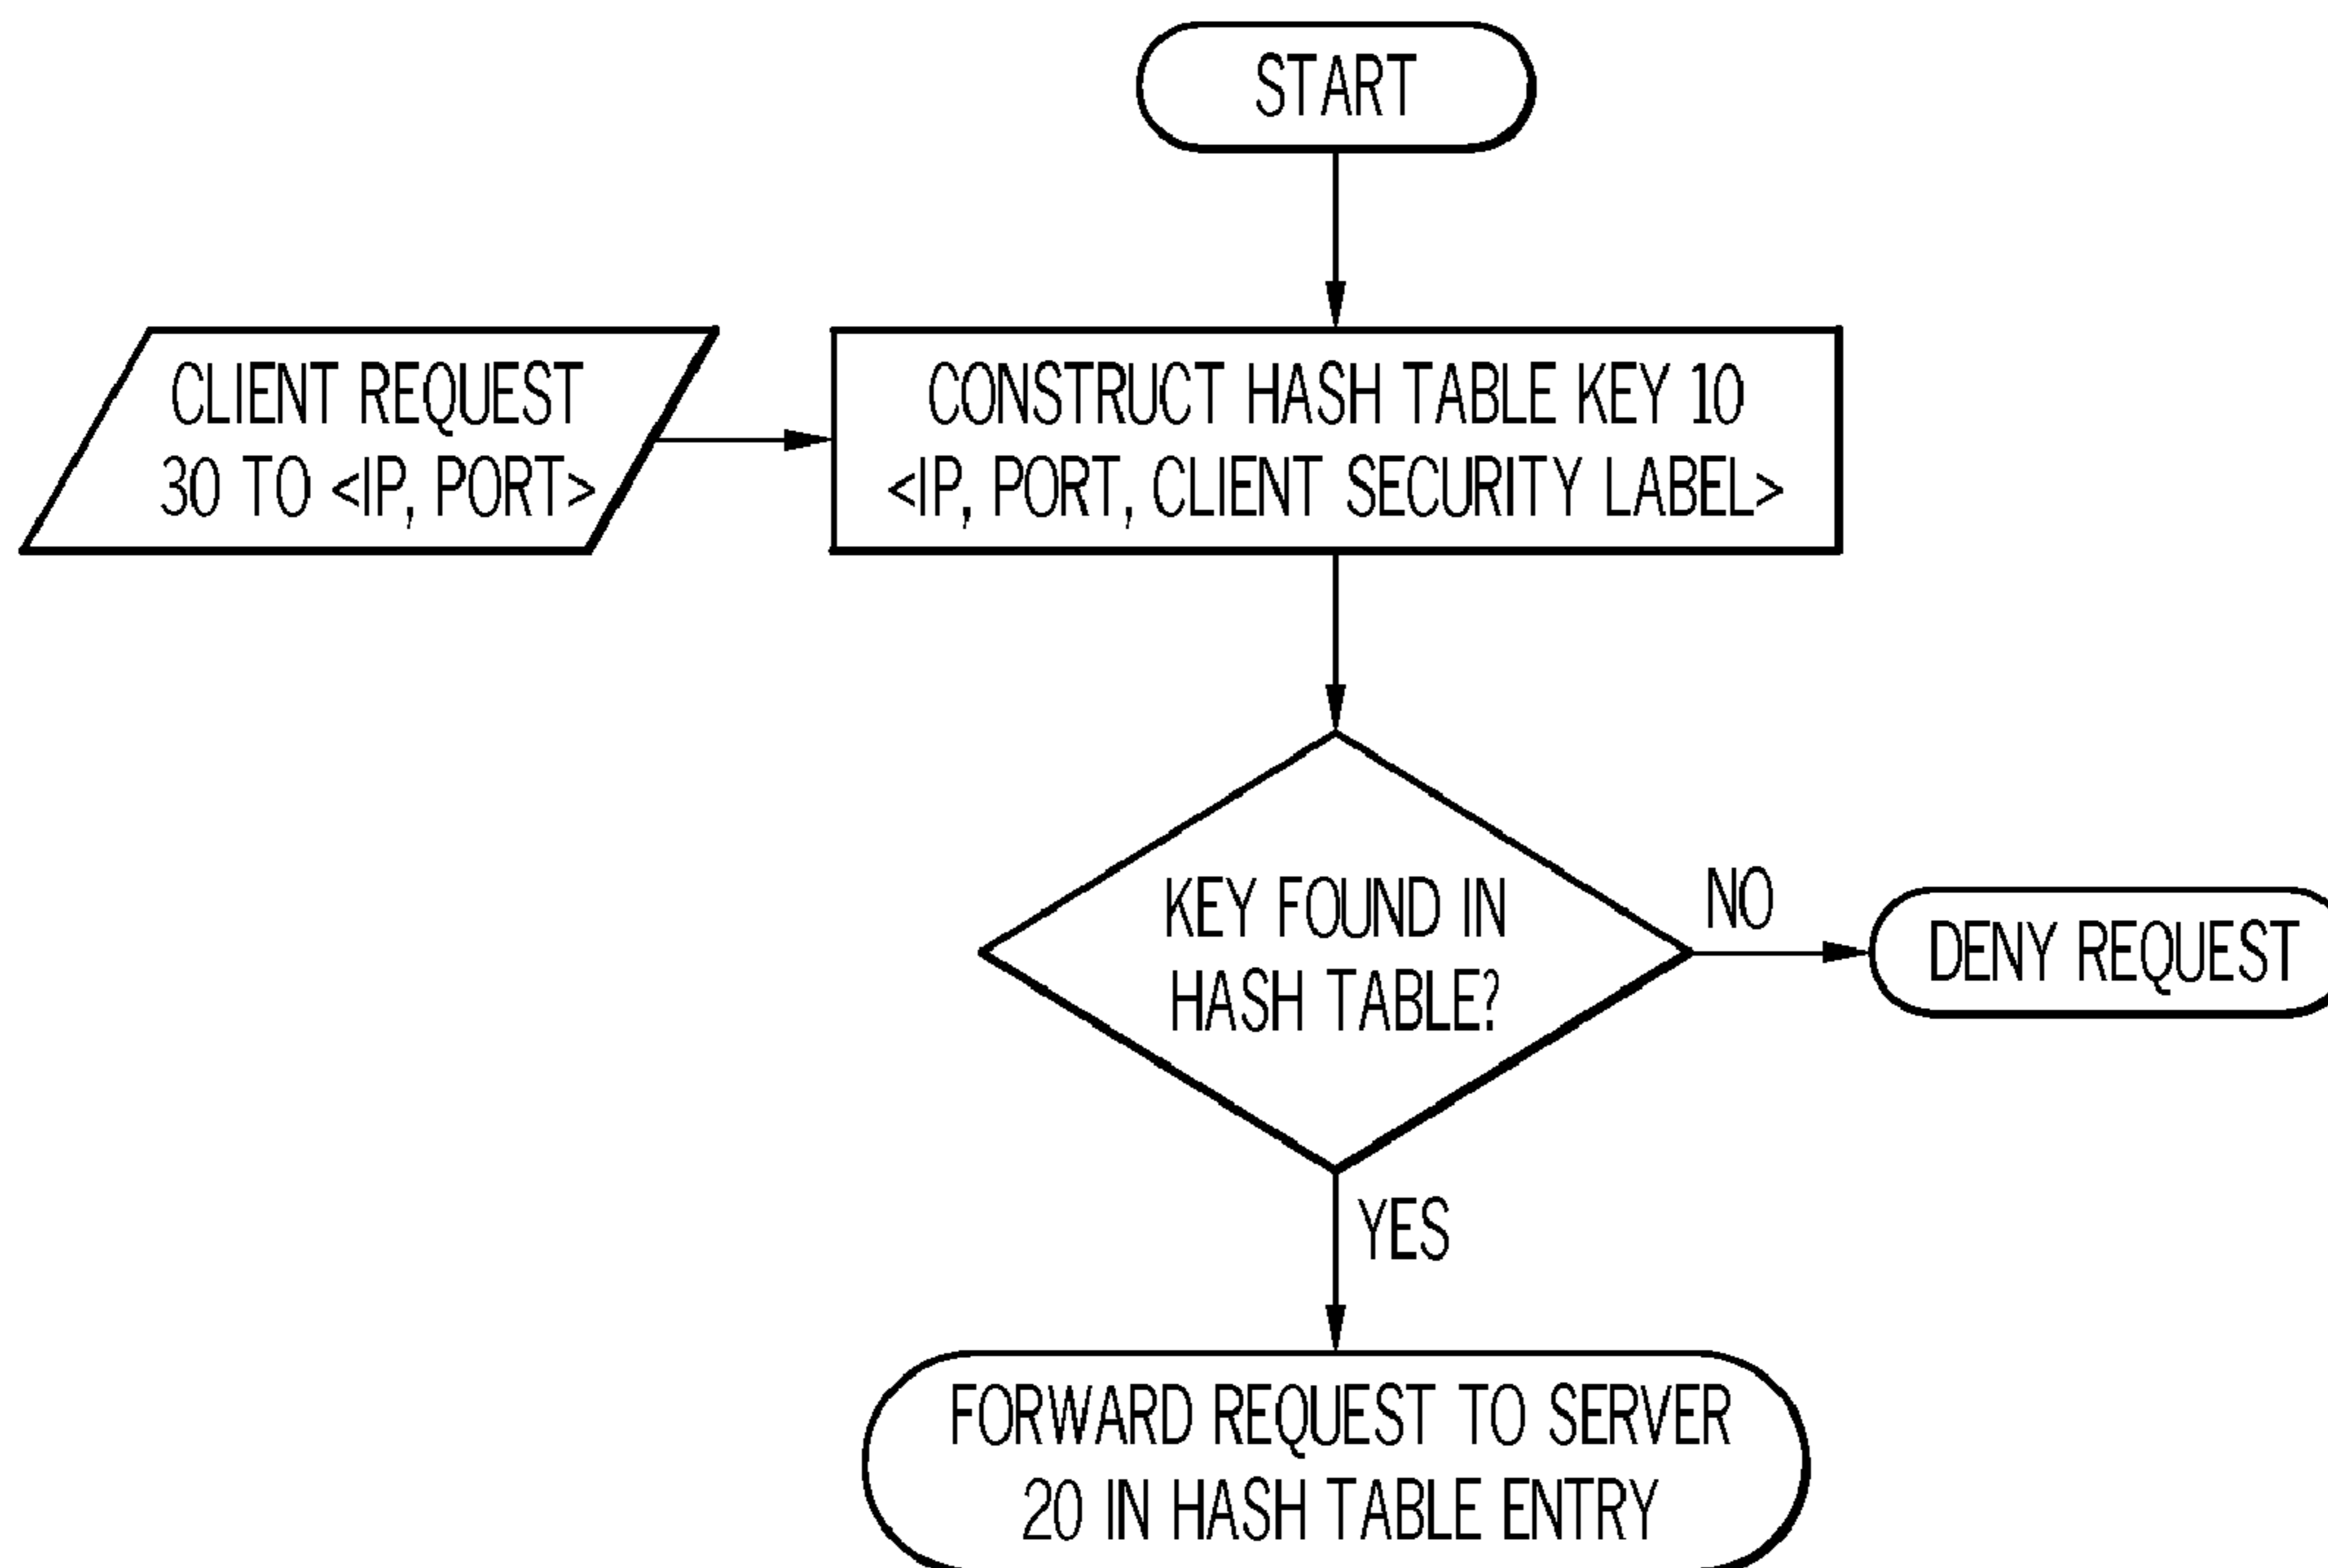 START
CLIENT REQUEST
30 TO <IP, PORT>
CONSTRUCT HASH TABLE KEY 10
<IP, PORT, CLIENT SECURITY LABEL>
KEY FOUND IN
HASH TABLE?
NO
DENY REQUEST
YES
FORWARD REQUEST TO SERVER
20 IN HASH TABLE ENTRY